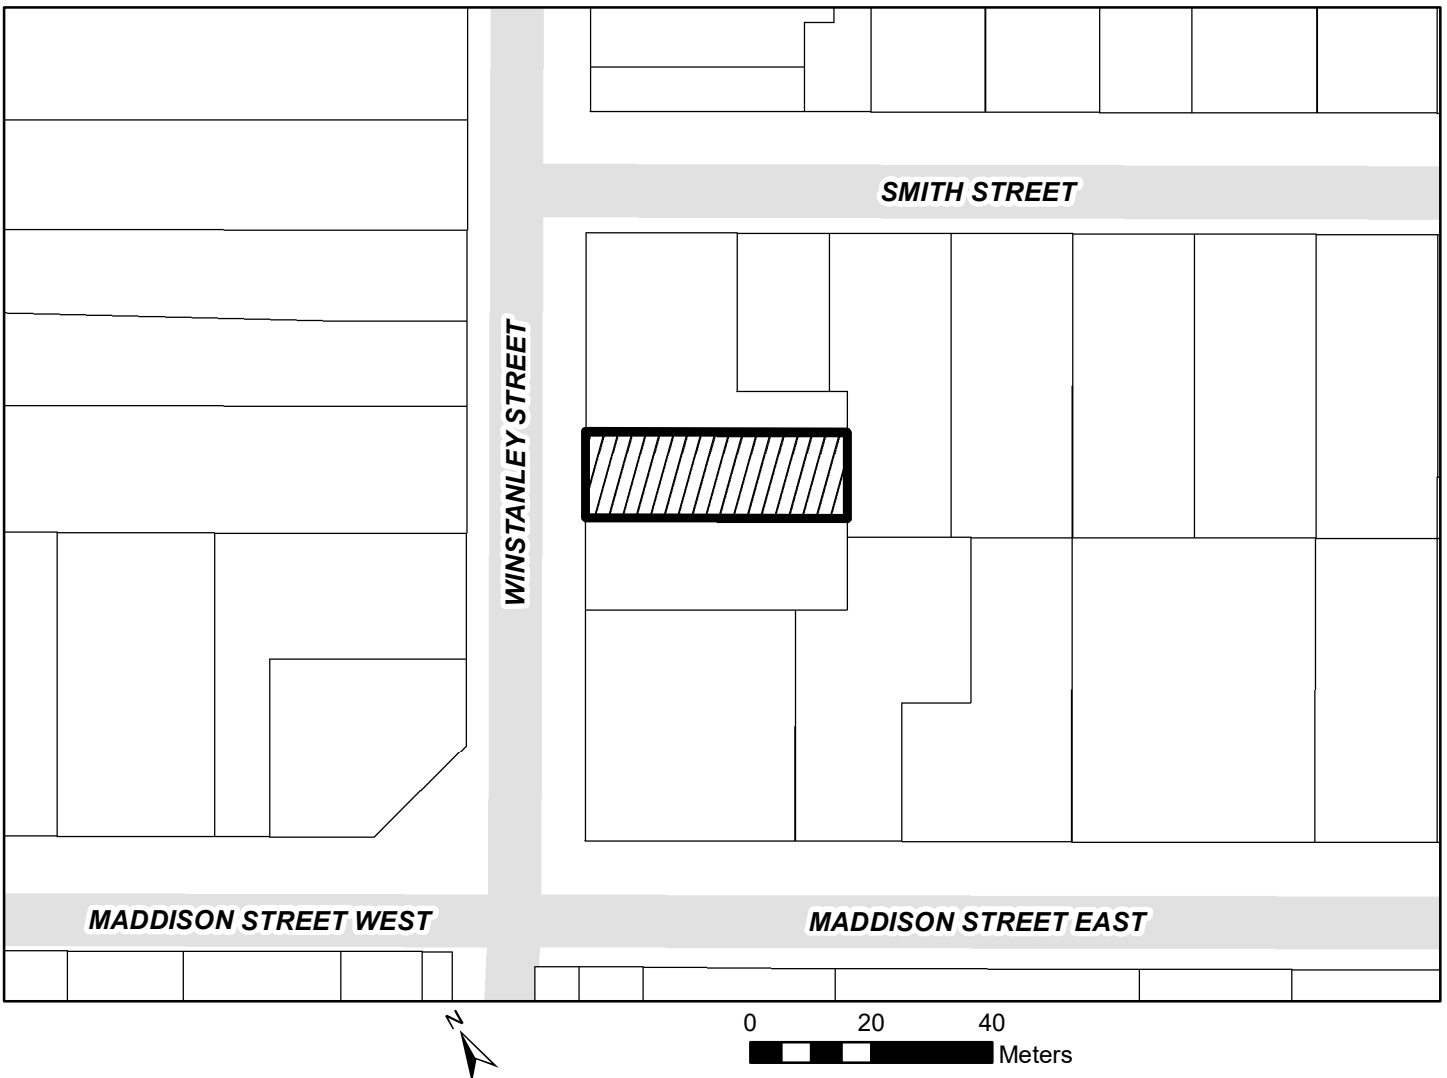 SMITH STREET
WINSTANLEY STREET
MADDISON STREET WEST
MADDISON STREET EAST
N
0 20 40
Meters